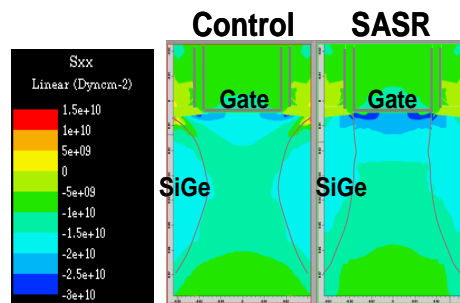 Control SASR
Sxx
Linear (Dyncm-2)
1.5e+10
1e+10
5e+09
0
-5e+09
-1e+10
-1.5e+10
-2e+10
-2.5e+10
-3e+10
Gate Gate
SiGe SiGe